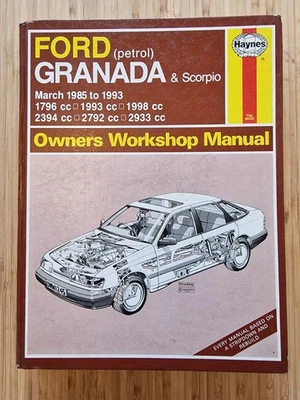 FORD (petrol)
GRANADA & Scorpio
March 1985 to 1993
1796 cc □ 1993 cc □ 1998 cc
2394 cc □ 2792 cc □ 2933 cc
Haynes
Owners Workshop Manual
EVERY MANUAL BASED ON
A STRIPDOWN AND
REBUILD